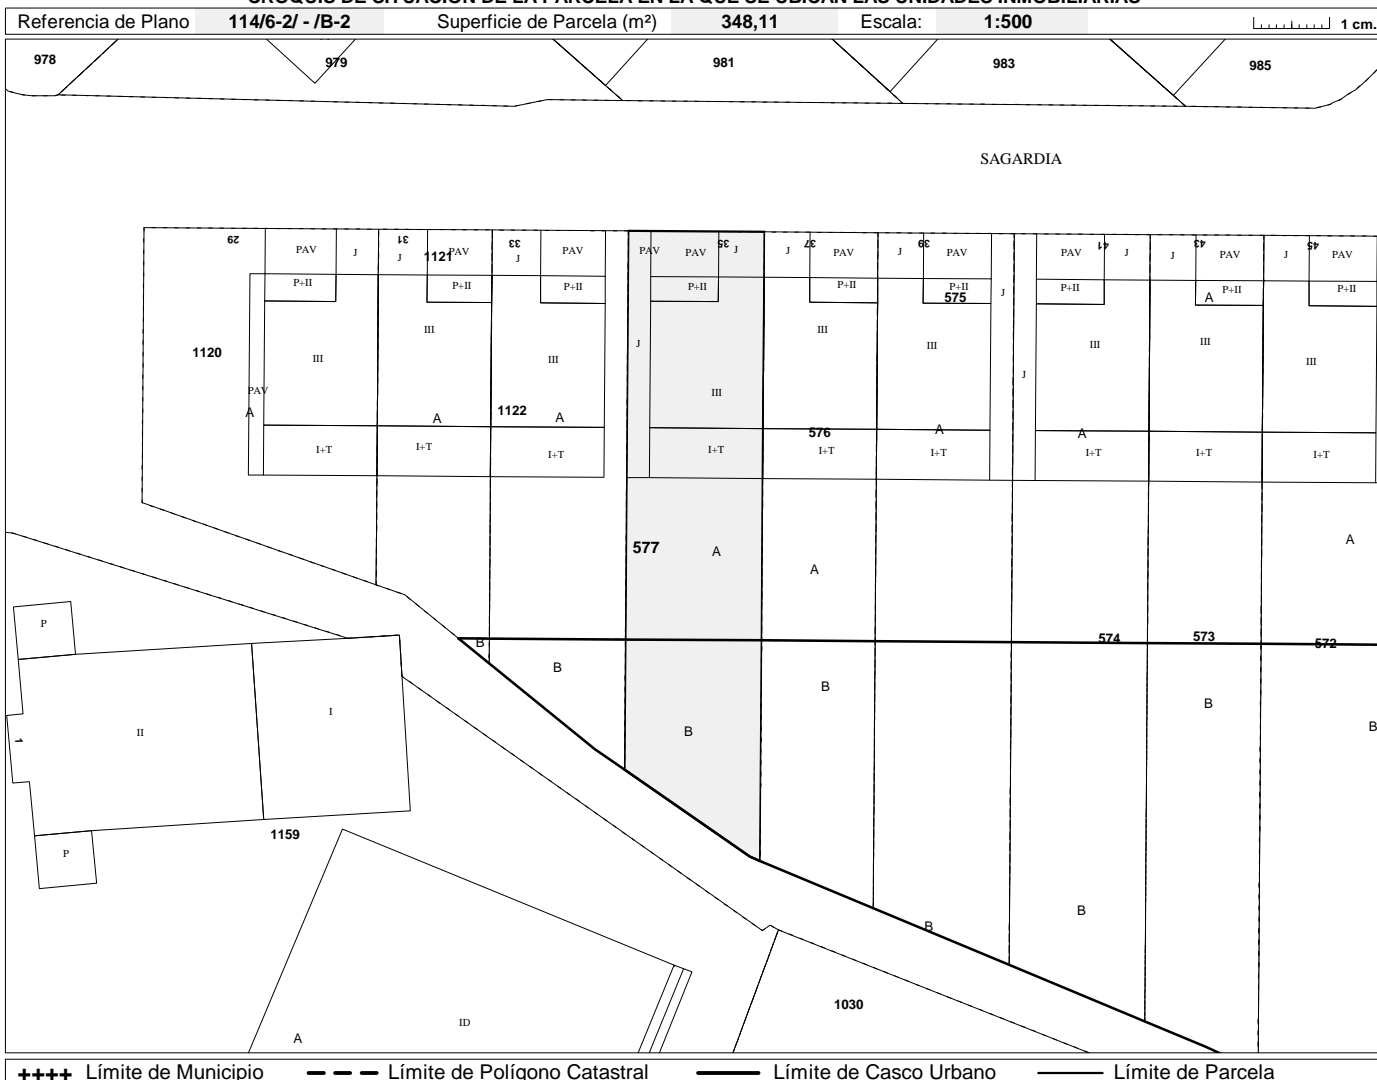 CROQUIS DE SITUACIÓN DE LA PARCELA EN LA QUE SE UBICAN LAS UNIDADES INMOBILIARIAS
Referencia de Plano 114/6-2/ - /B-2 Superficie de Parcela (m²) 348,11 Escala: 1:500 1 cm.
978 979 981 983 985
SAGARDIA
29 31 33 35 37 39 41 43 45
PAV J J PAV J PAV PAV PAV J J PAV J PAV PAV J J PAV J PAV
1121
P+II P+II P+II P+II P+II P+II P+II P+II P+II
575 J A
III III III III III III III
1120 III III J J
PAV III
A A 1122 A 576 A A
I+T I+T I+T I+T I+T I+T I+T I+T I+T
577 A A A
P B 574 573 572
B B B
I II B B B
1
1159
P
B B
1030
ID
A
++++ Límite de Municipio Límite de Polígono Catastral Límite de Casco Urbano Límite de Parcela